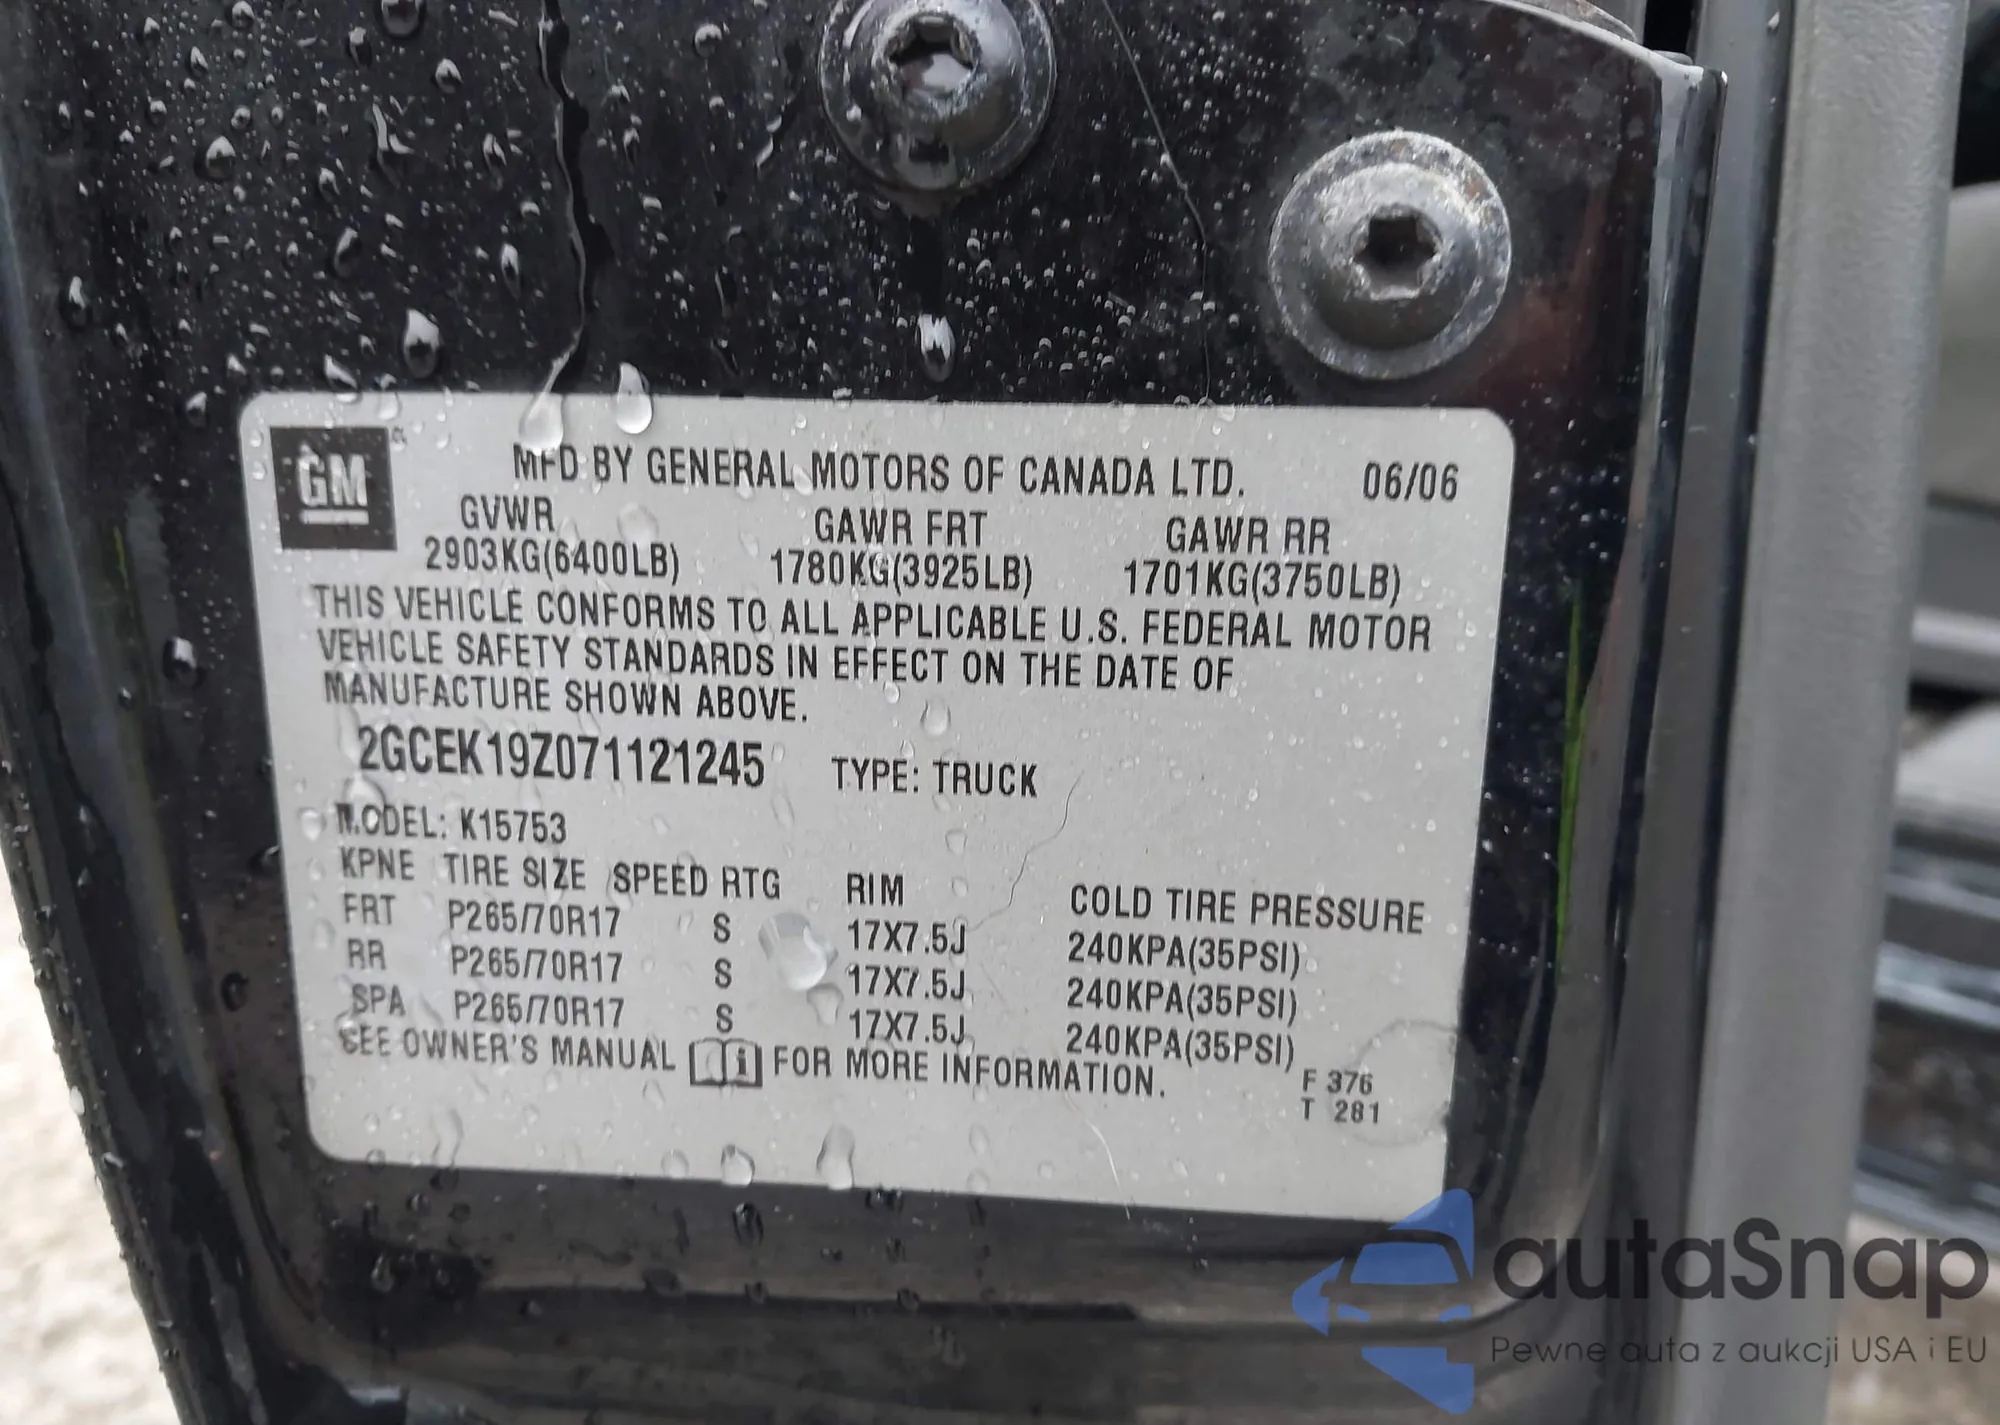 GM
MFD BY GENERAL MOTORS OF CANADA LTD. 06/06
GVWR GAWR FRT GAWR RR
2903KG(6400LB) 1780KG(3925LB) 1701KG(3750LB)
THIS VEHICLE CONFORMS TO ALL APPLICABLE U.S. FEDERAL MOTOR
VEHICLE SAFETY STANDARDS IN EFFECT ON THE DATE OF
MANUFACTURE SHOWN ABOVE.
2GCEK19Z071121245 TYPE: TRUCK
MODEL: K15753
KPNE TIRE SIZE SPEED RTG RIM COLD TIRE PRESSURE
FRT P265/70R17 S 17X7.5J 240KPA(35PSI)
RR P265/70R17 S 17X7.5J 240KPA(35PSI)
SPA P265/70R17 S 17X7.5J 240KPA(35PSI)
SEE OWNER'S MANUAL i FOR MORE INFORMATION.
F 376
T 281
autaSnap
Pewne auta z aukcji USA i EU